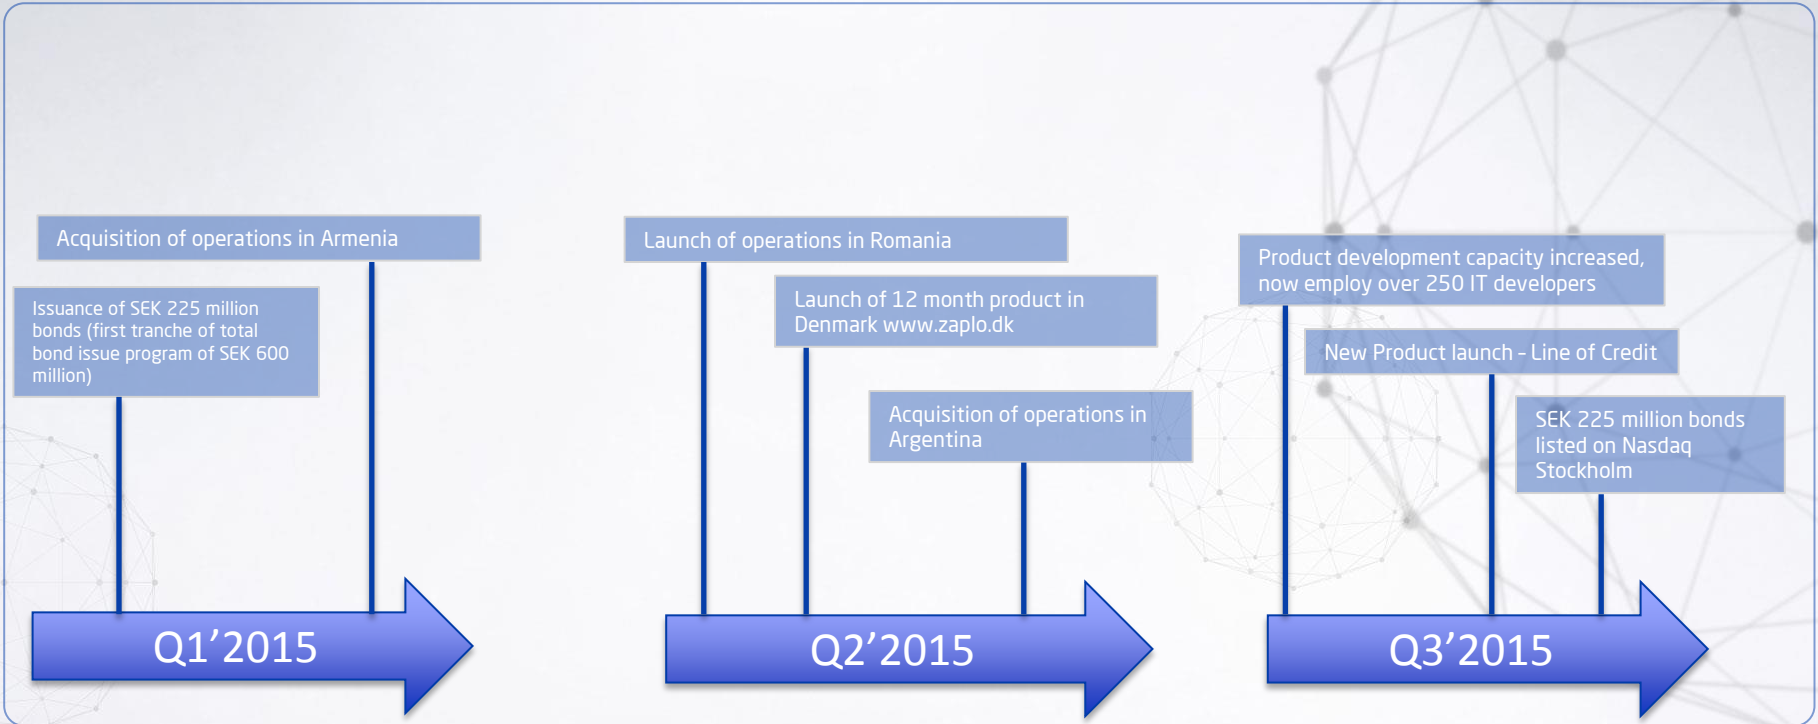 Acquisition of operations in Armenia
Issuance of SEK 225 million
bonds (first tranche of total
bond issue program of SEK 600
million)
Q1’2015
Launch of operations in Romania
Launch of 12 month product in
Denmark www.zaplo.dk
Acquisition of operations in
Argentina
Q2’2015
Product development capacity increased,
now employ over 250 IT developers
New Product launch – Line of Credit
SEK 225 million bonds
listed on Nasdaq
Stockholm
Q3’2015